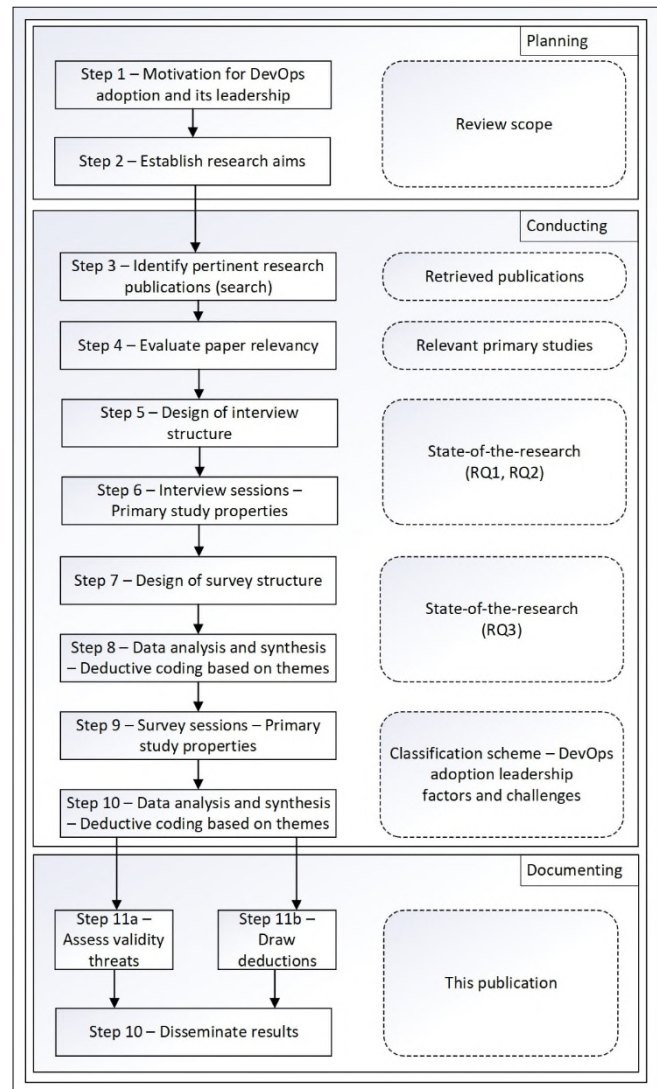 Planning
Step 1 – Motivation for DevOps
adoption and its leadership
Review scope
Step 2 – Establish research aims
Conducting
Step 3 – Identify pertinent research
publications (search)
Retrieved publications
Step 4 – Evaluate paper relevancy
Relevant primary studies
Step 5 – Design of interview
structure
State-of-the-research
(RQ1, RQ2)
Step 6 – Interview sessions –
Primary study properties
Step 7 – Design of survey structure
State-of-the-research
(RQ3)
Step 8 – Data analysis and synthesis
– Deductive coding based on themes
Step 9 – Survey sessions – Primary
study properties
Classification scheme – DevOps
adoption leadership
factors and challenges
Step 10 – Data analysis and synthesis
– Deductive coding based on themes
Documenting
Step 11a –
Assess validity
threats
Step 11b –
Draw
deductions
This publication
Step 10 – Disseminate results